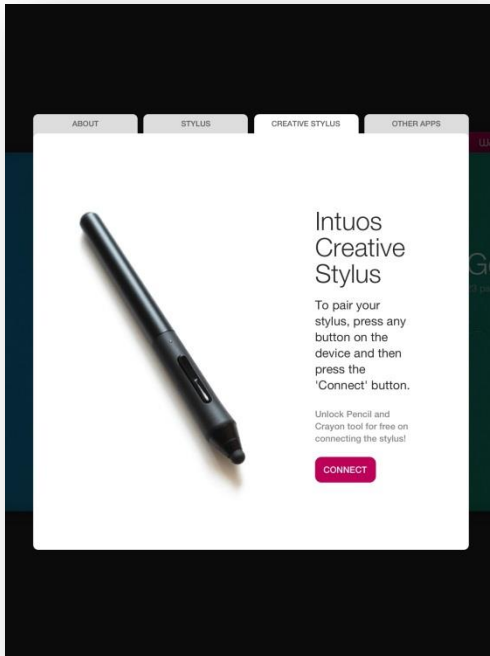 ABOUT
STYLUS
CREATIVE STYLUS
OTHER APPS
Intuos
Creative
Stylus
To pair your
stylus, press any
button on the
device and then
press the
'Connect' button.
Unlock Pencil and
Crayon tool for free on
connecting the stylus!
CONNECT